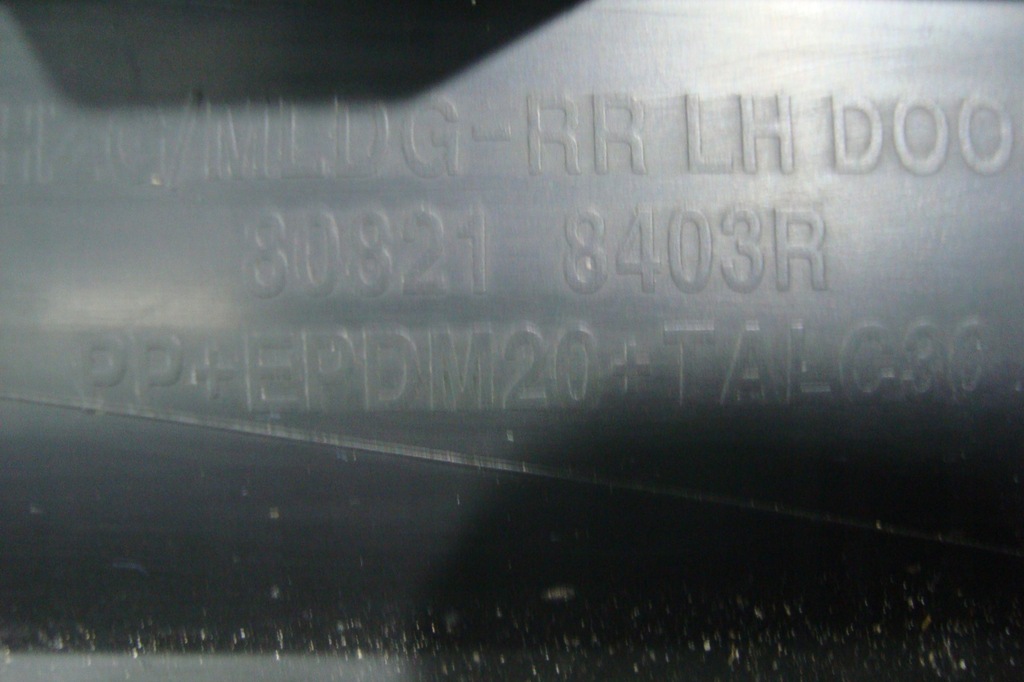 /MLDG-RR LH DOO
80821 8403R
PP+EPDM20+TALC30